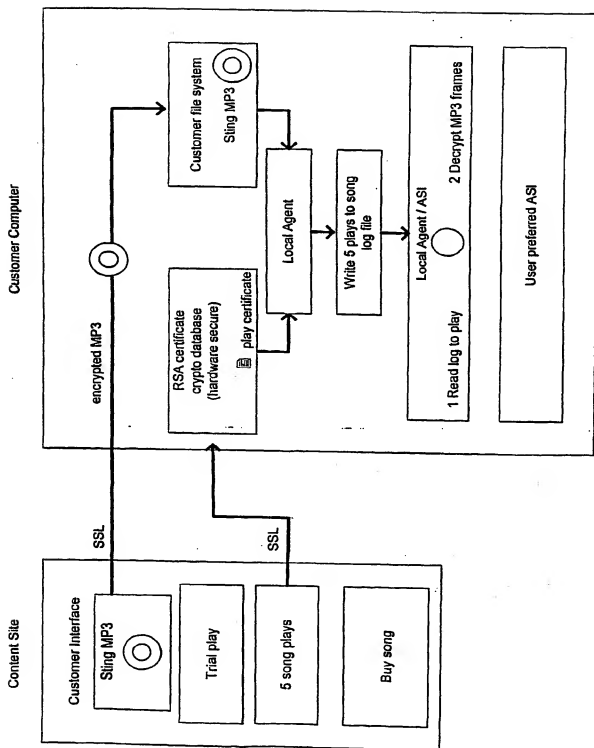 Content Site
Customer Interface
Sting MP3
Trial play
5 song plays
Buy song
SSL
encrypted MP3
SSL
Customer Computer
Customer file system
Sting MP3
RSA certificate
crypto database
(hardware secure)
play certificate
Local Agent
Write 5 plays to song
log file
Local Agent / ASI
1 Read log to play
2 Decrypt MP3 frames
User preferred ASI